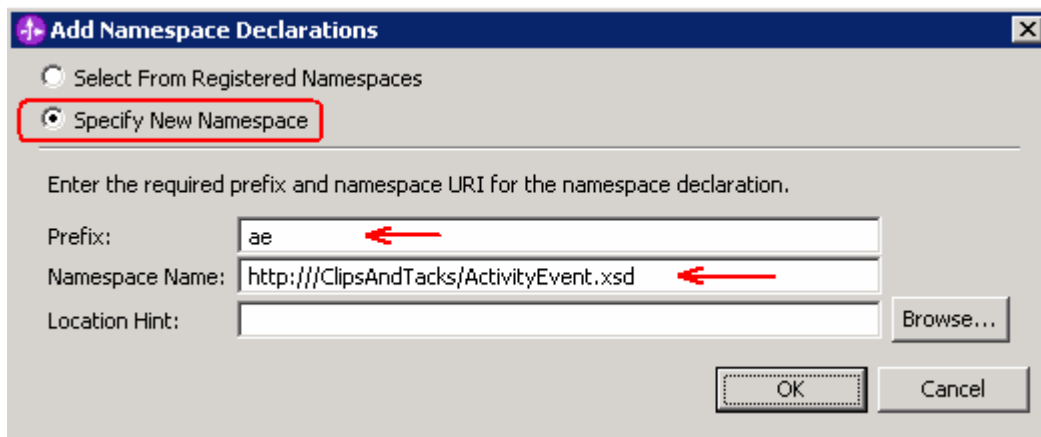 Add Namespace Declarations
Select From Registered Namespaces
Specify New Namespace
Enter the required prefix and namespace URI for the namespace declaration.
Prefix: ae
Namespace Name: http:///ClipsAndTacks/ActivityEvent.xsd
Location Hint: Browse...
OK Cancel